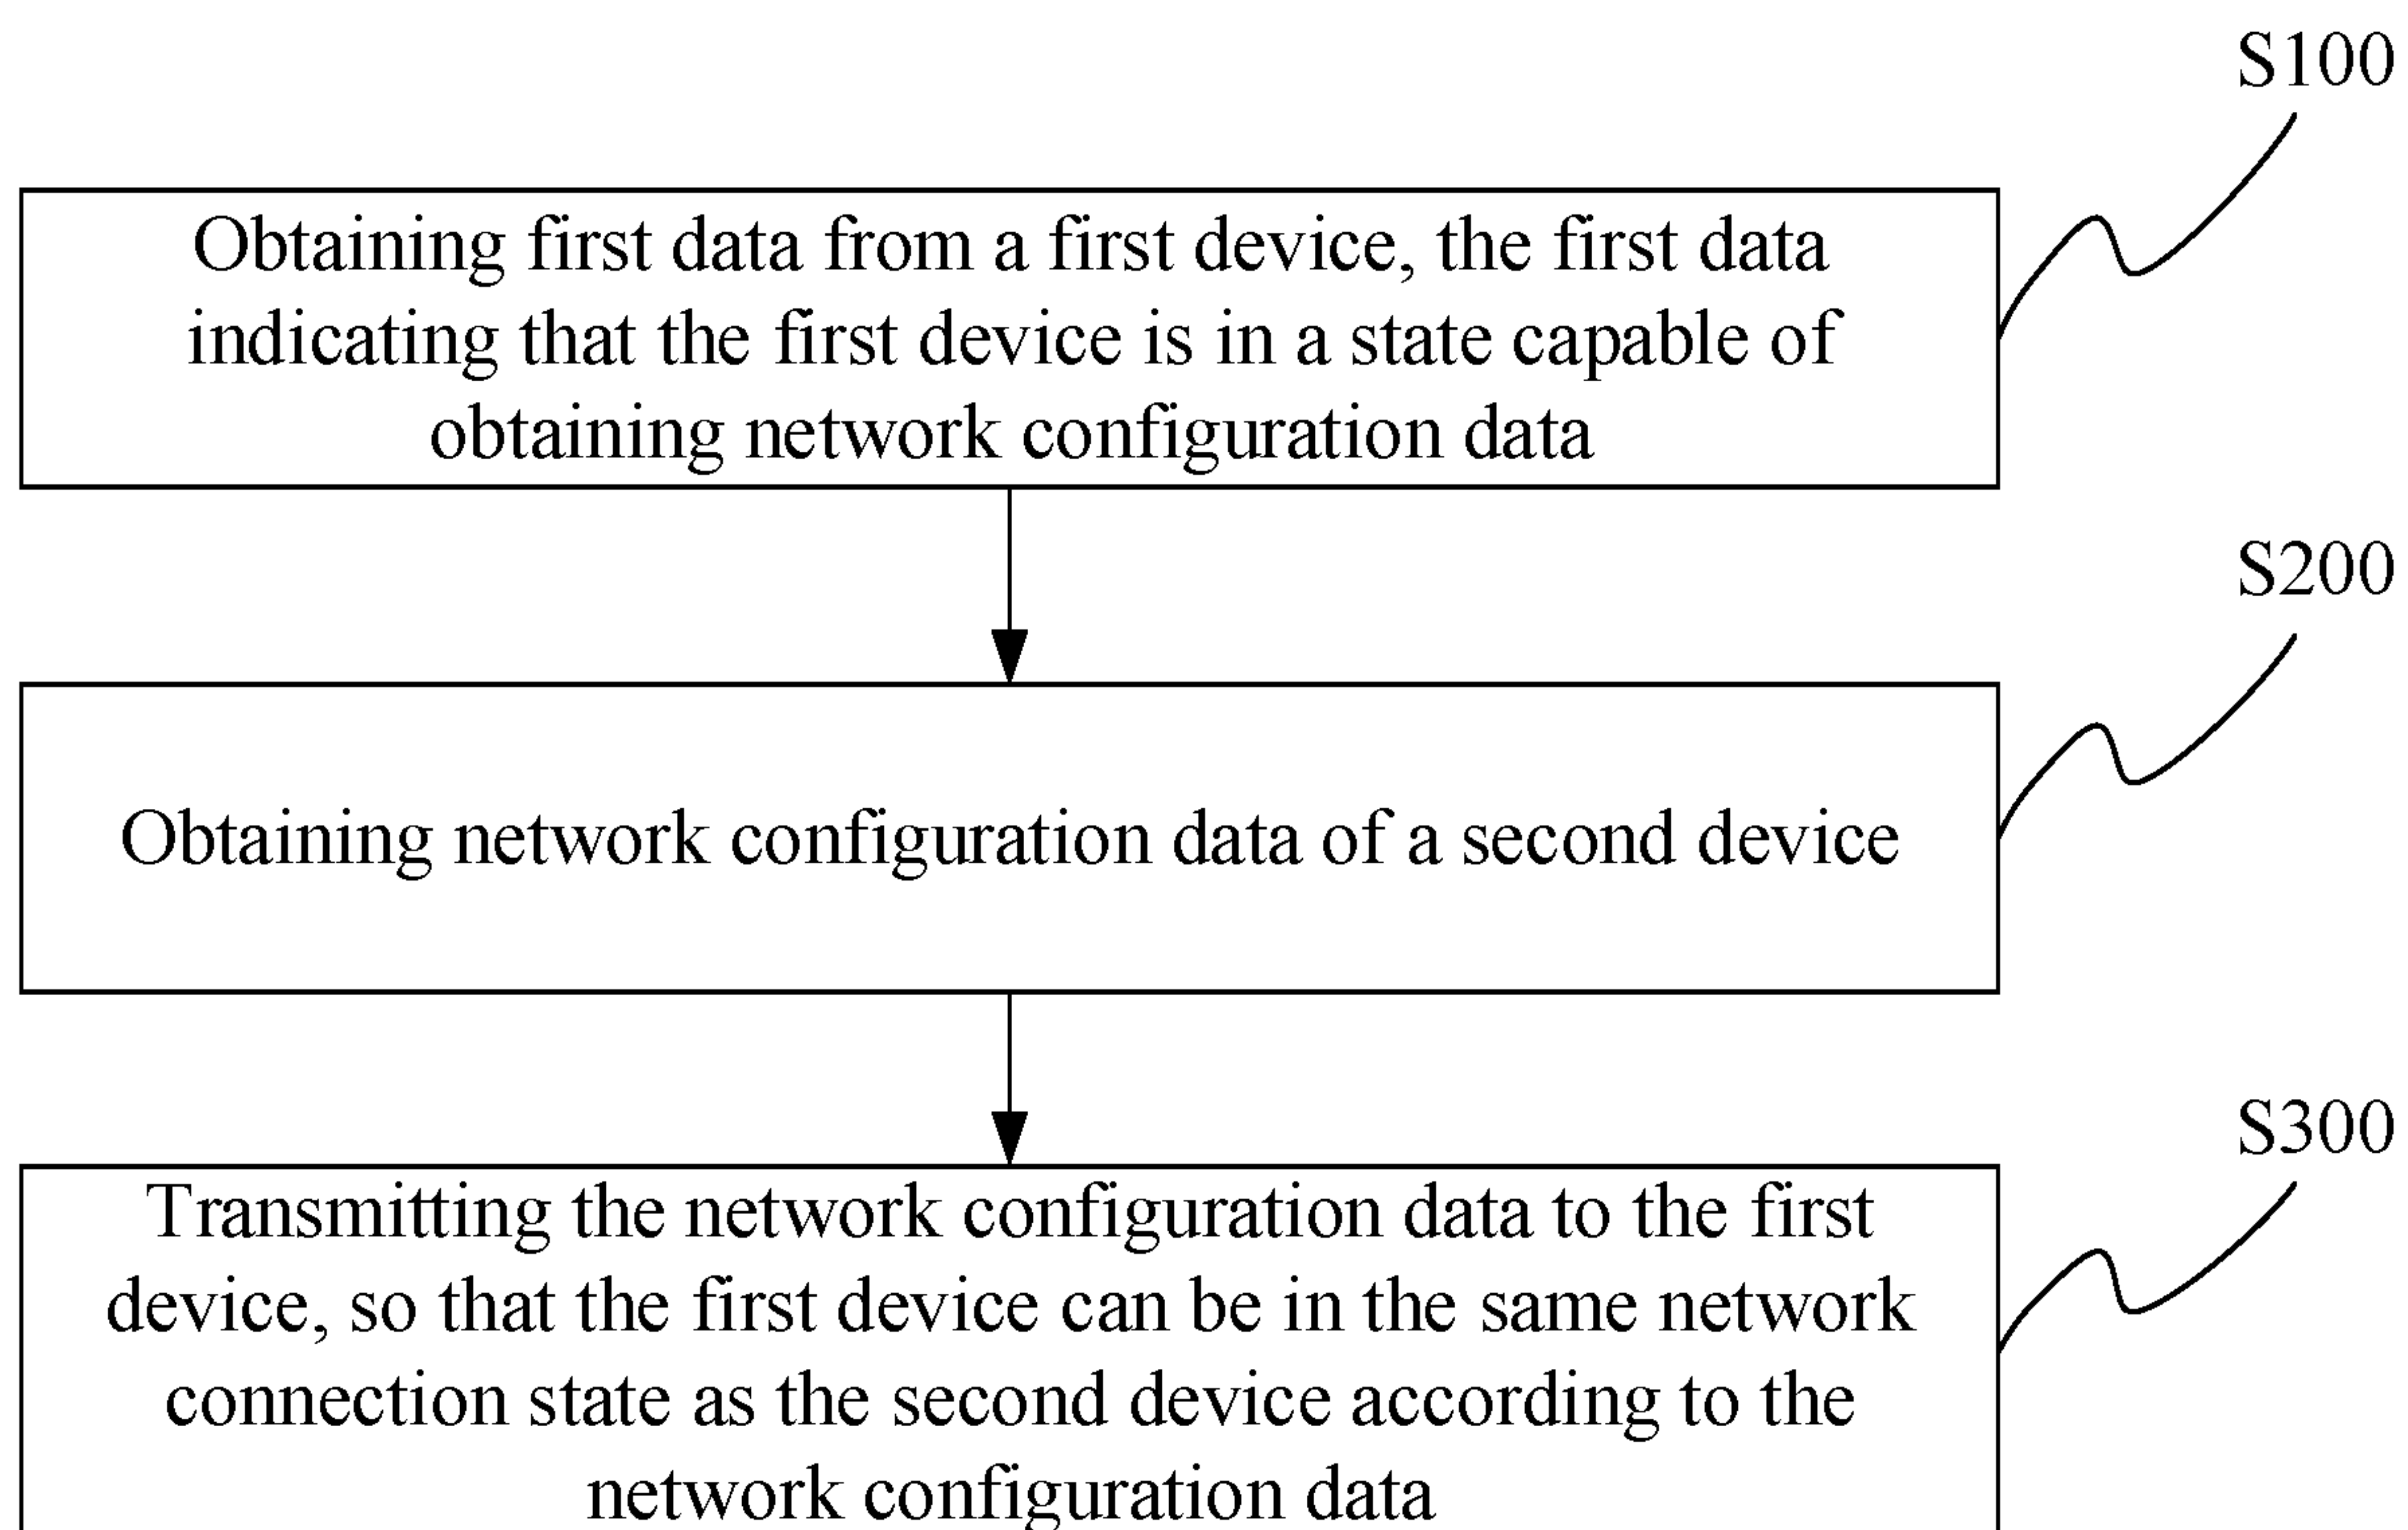 S100
Obtaining first data from a first device, the first data
indicating that the first device is in a state capable of
obtaining network configuration data
S200
Obtaining network configuration data of a second device
S300
Transmitting the network configuration data to the first
device, so that the first device can be in the same network
connection state as the second device according to the
network configuration data